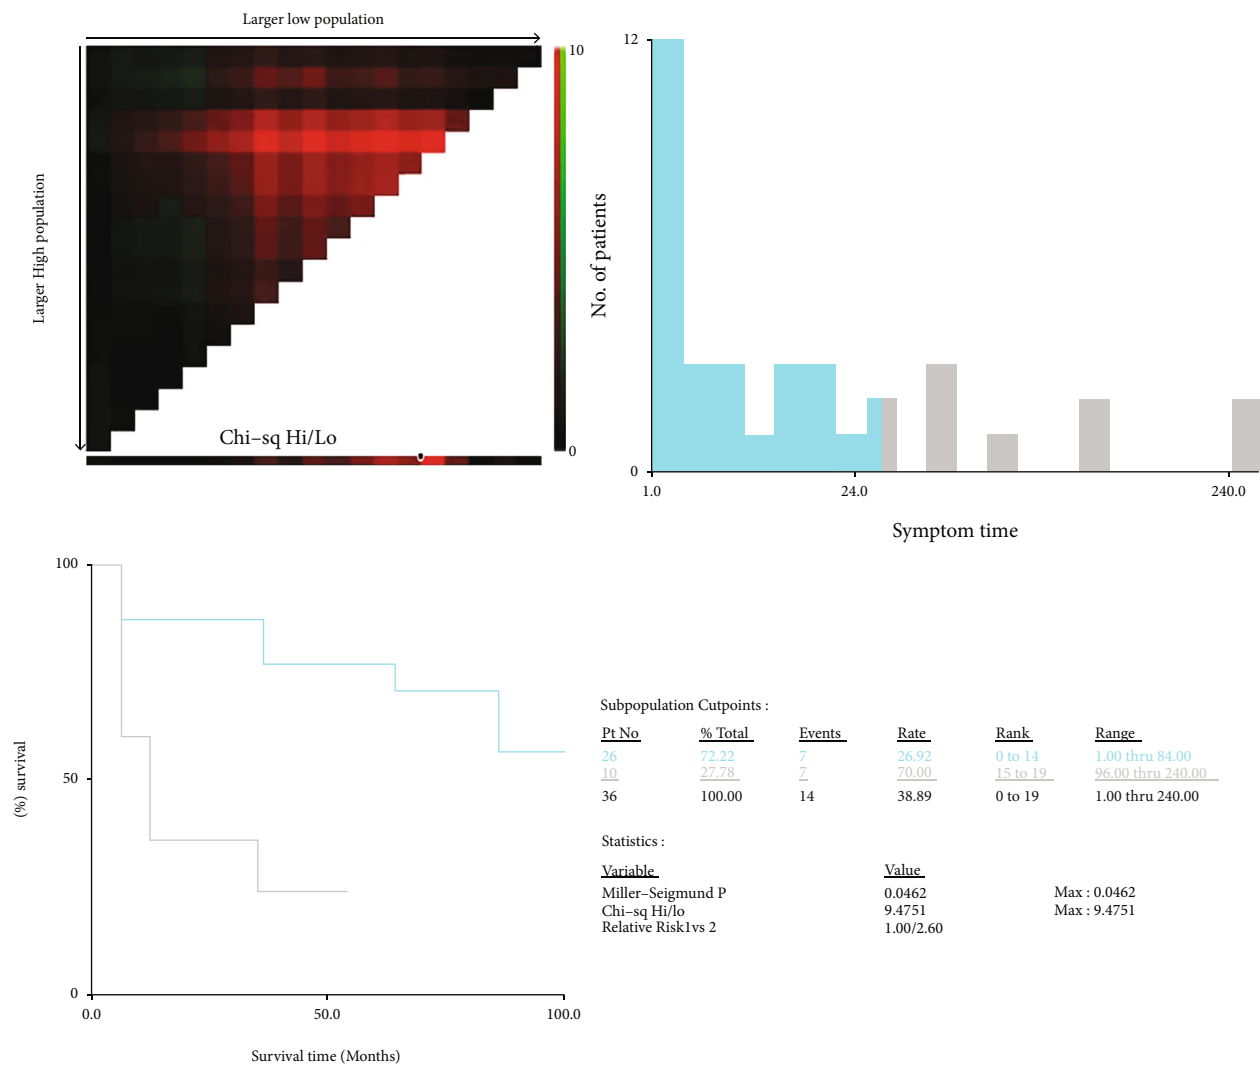 Larger low population
10
Larger High population
0
Chi–sq Hi/Lo
12
No. of patients
0
1.0
24.0
240.0
Symptom time
100
(%) survival
50
0
0.0
50.0
100.0
Survival time (Months)
Subpopulation Cutpoints :
Pt No % Total Events Rate Rank Range
26 72.22 7 26.92 0 to 14 1.00 thru 84.00
10 27.78 7 70.00 15 to 19 96.00 thru 240.00
36 100.00 14 38.89 0 to 19 1.00 thru 240.00
Statistics :
Variable Value
Miller–Seigmund P 0.0462 Max : 0.0462
Chi–sq Hi/lo 9.4751 Max : 9.4751
Relative Risk1vs 2 1.00/2.60